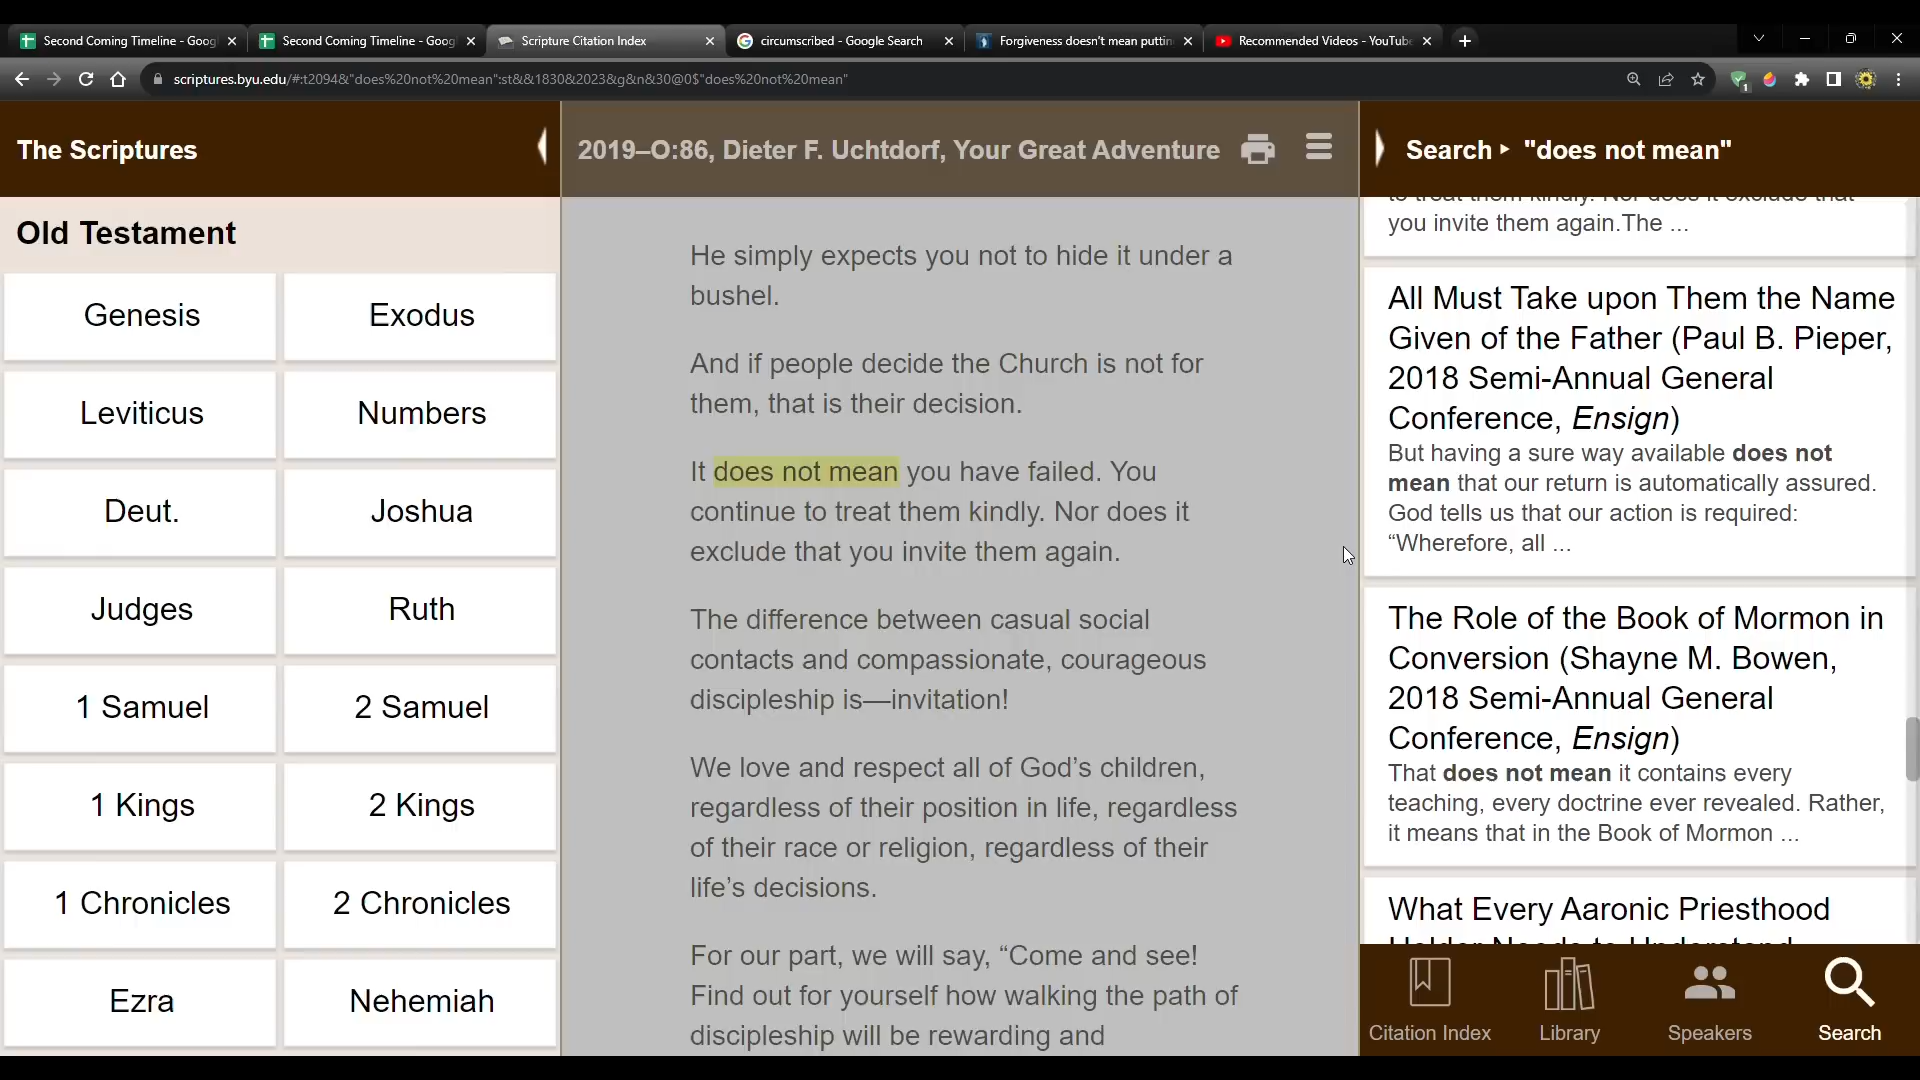 Second Coming Timeline - Goog
Second Coming Timeline - Goog
Scripture Citation Index
circumscribed - Google Search
Forgiveness doesn't mean puttin
Recommended Videos - YouTub
scriptures.byu.edu/#:t2094&"does%20not%20mean":st&&1830&2023&g&n&30@0$"does%20not%20mean"
1
The Scriptures
2019–O:86, Dieter F. Uchtdorf, Your Great Adventure
Search ▸ "does not mean"
Old Testament
Genesis
Exodus
Leviticus
Numbers
Deut.
Joshua
Judges
Ruth
1 Samuel
2 Samuel
1 Kings
2 Kings
1 Chronicles
2 Chronicles
Ezra
Nehemiah
He simply expects you not to hide it under a
bushel.
And if people decide the Church is not for
them, that is their decision.
It does not mean you have failed. You
continue to treat them kindly. Nor does it
exclude that you invite them again.
The difference between casual social
contacts and compassionate, courageous
discipleship is—invitation!
We love and respect all of God’s children,
regardless of their position in life, regardless
of their race or religion, regardless of their
life’s decisions.
For our part, we will say, “Come and see!
Find out for yourself how walking the path of
discipleship will be rewarding and
to treat them kindly. Nor does it exclude that
you invite them again.The ...
All Must Take upon Them the Name
Given of the Father (Paul B. Pieper,
2018 Semi-Annual General
Conference, Ensign)
But having a sure way available does not
mean that our return is automatically assured.
God tells us that our action is required:
“Wherefore, all ...
The Role of the Book of Mormon in
Conversion (Shayne M. Bowen,
2018 Semi-Annual General
Conference, Ensign)
That does not mean it contains every
teaching, every doctrine ever revealed. Rather,
it means that in the Book of Mormon ...
What Every Aaronic Priesthood
Holder Needs to Understand
Citation Index
Library
Speakers
Search